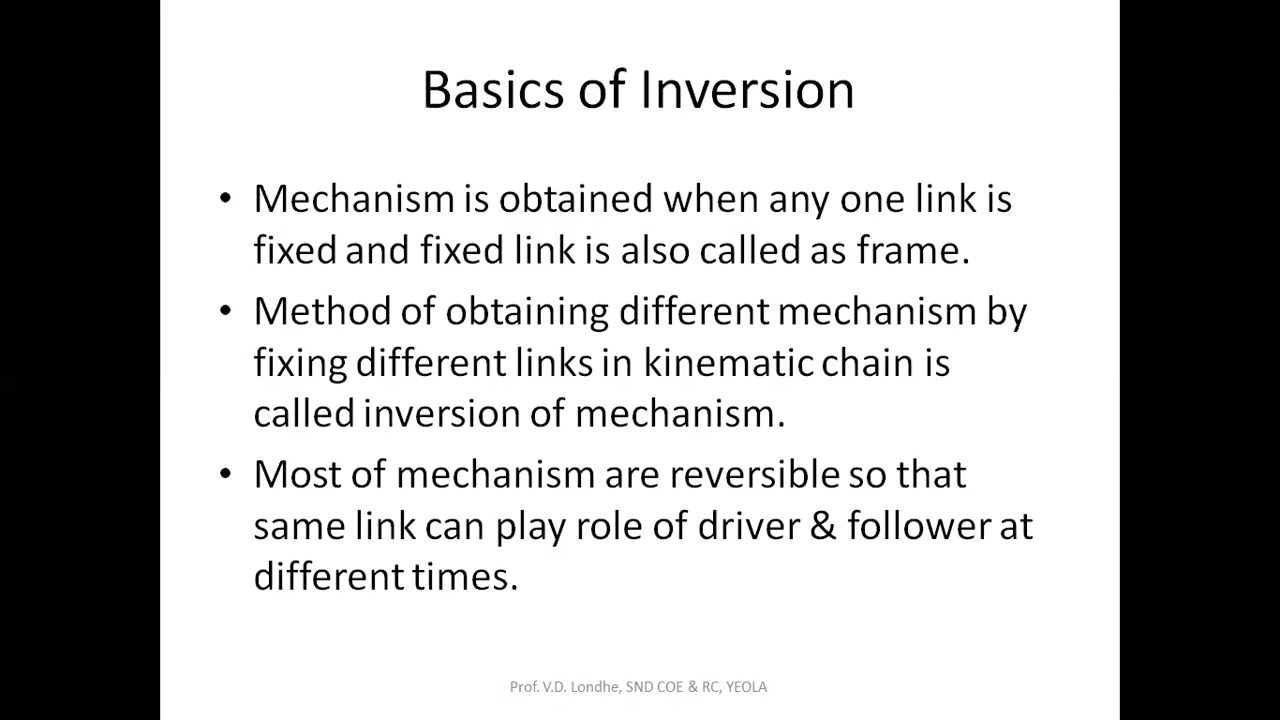 Basics of Inversion
• Mechanism is obtained when any one link is
fixed and fixed link is also called as frame.
• Method of obtaining different mechanism by
fixing different links in kinematic chain is
called inversion of mechanism.
• Most of mechanism are reversible so that
same link can play role of driver & follower at
different times.
Prof. V.D. Londhe, SND COE & RC, YEOLA